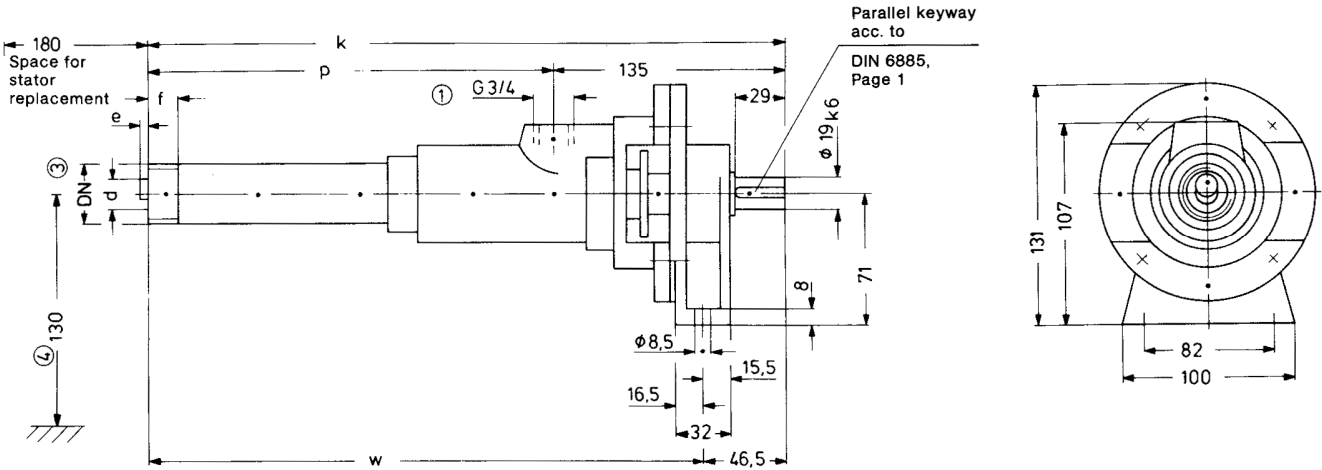 Parallel keyway
acc. to
DIN 6885,
Page 1
180
k
Space for
stator
replacement
p
135
f
① G 3/4
29
e
ϕ 19 k6
③
DN
d
④ 130
71
8
ϕ 8,5
15,5
16,5
32
w
46,5
131
107
82
100